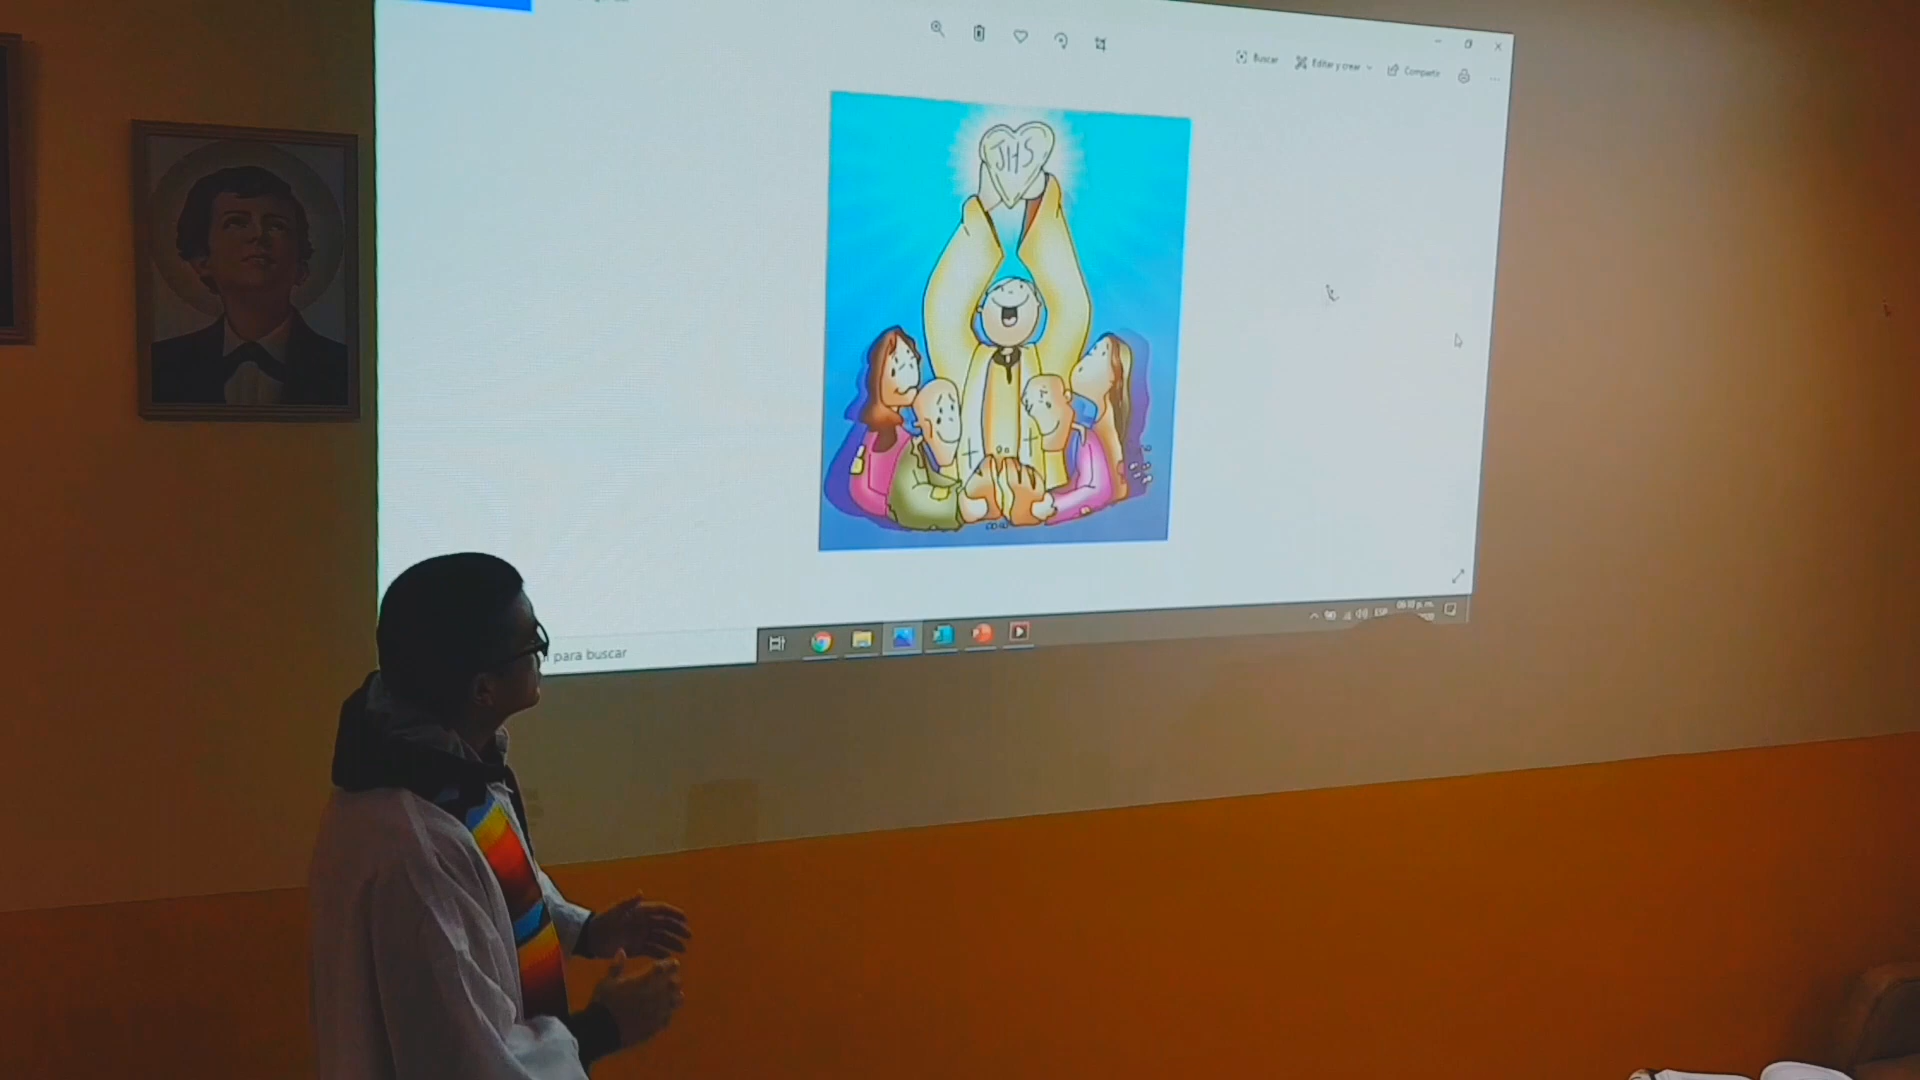 Buscar
Editar y crear
Compartir
JHS
para buscar
ESP